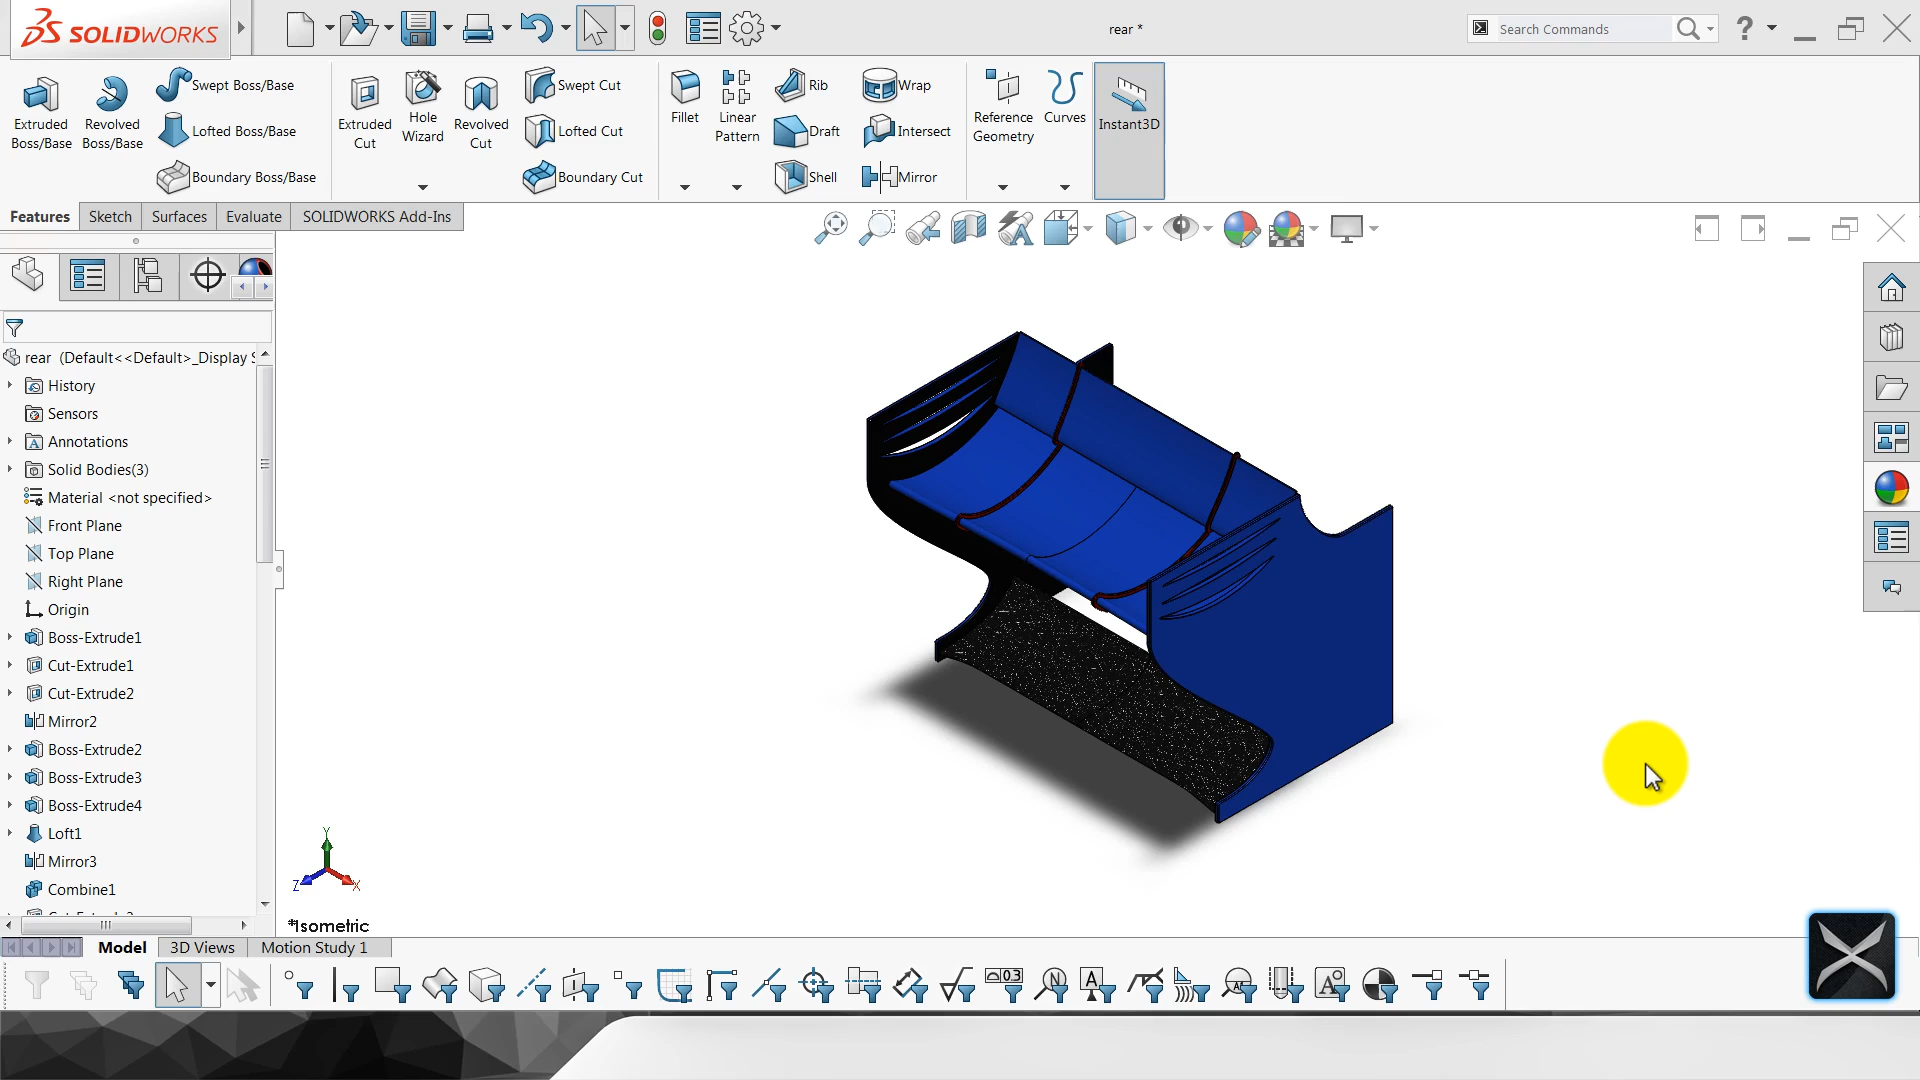 SOLIDWORKS
rear *
Search Commands
?
Extruded
Boss/Base
Revolved
Boss/Base
Swept Boss/Base
Lofted Boss/Base
Boundary Boss/Base
Extruded
Cut
Hole
Wizard
Revolved
Cut
Swept Cut
Lofted Cut
Boundary Cut
Fillet
Linear
Pattern
Rib
Draft
Shell
Wrap
Intersect
Mirror
Reference
Geometry
Curves
Instant3D
Features
Sketch
Surfaces
Evaluate
SOLIDWORKS Add-Ins
rear (Default<<Default>_Display S
History
Sensors
Annotations
Solid Bodies(3)
Material <not specified>
Front Plane
Top Plane
Right Plane
Origin
Boss-Extrude1
Cut-Extrude1
Cut-Extrude2
Mirror2
Boss-Extrude2
Boss-Extrude3
Boss-Extrude4
Loft1
Mirror3
Combine1
Y
Z
X
*Isometric
Model
3D Views
Motion Study 1
0.3
N
A
A